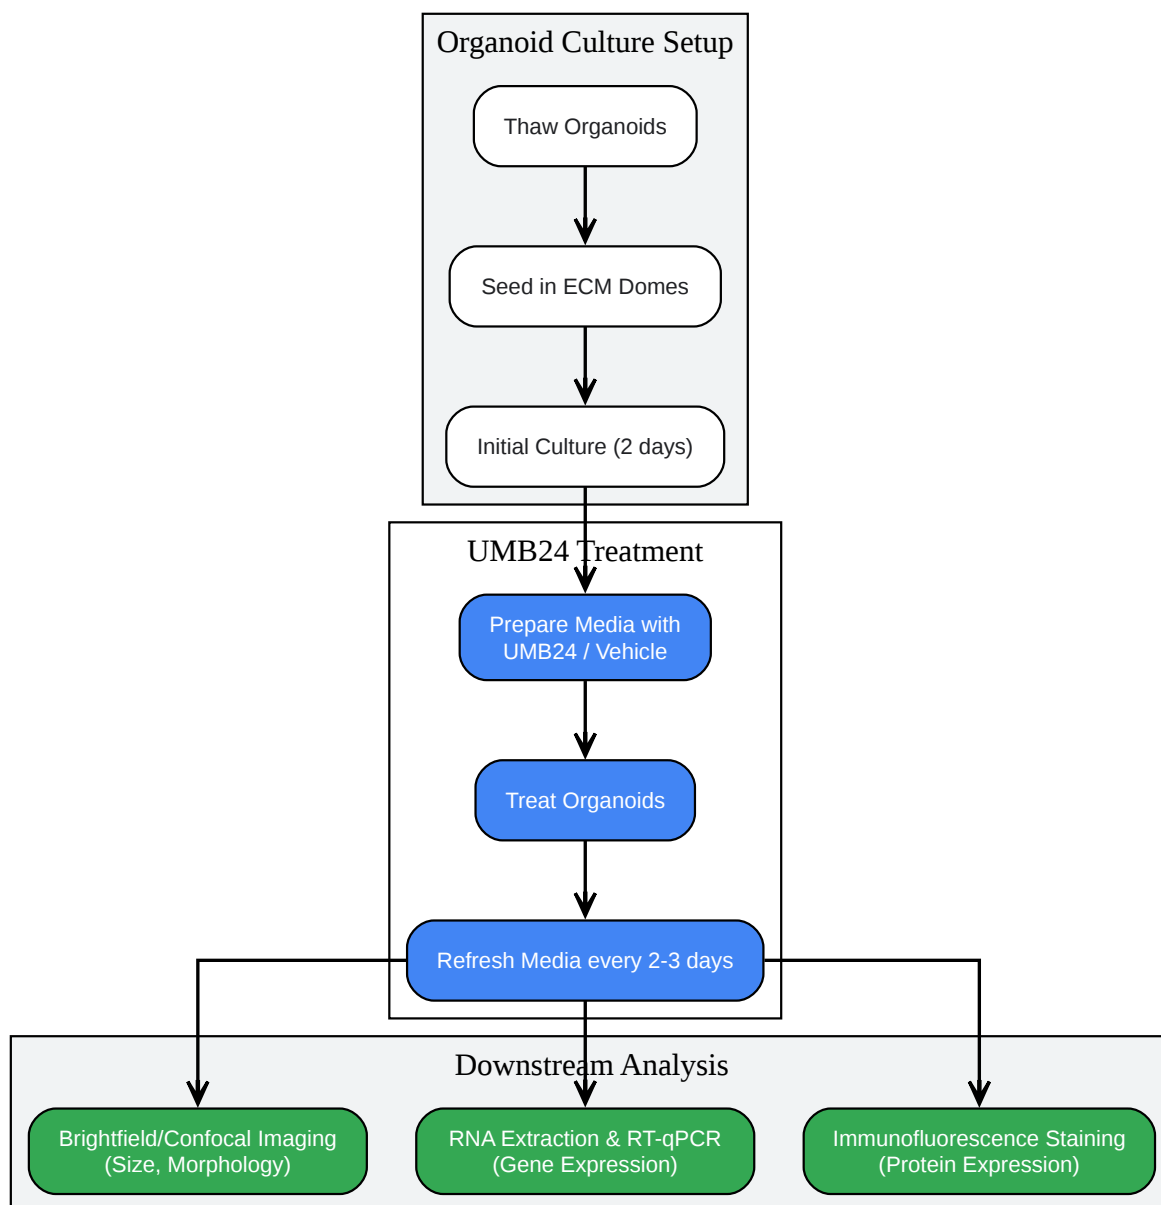 Organoid Culture Setup
Thaw Organoids
Seed in ECM Domes
Initial Culture (2 days)
UMB24 Treatment
Prepare Media with
UMB24 / Vehicle
Treat Organoids
Refresh Media every 2-3 days
Downstream Analysis
Brightfield/Confocal Imaging
(Size, Morphology)
RNA Extraction & RT-qPCR
(Gene Expression)
Immunofluorescence Staining
(Protein Expression)